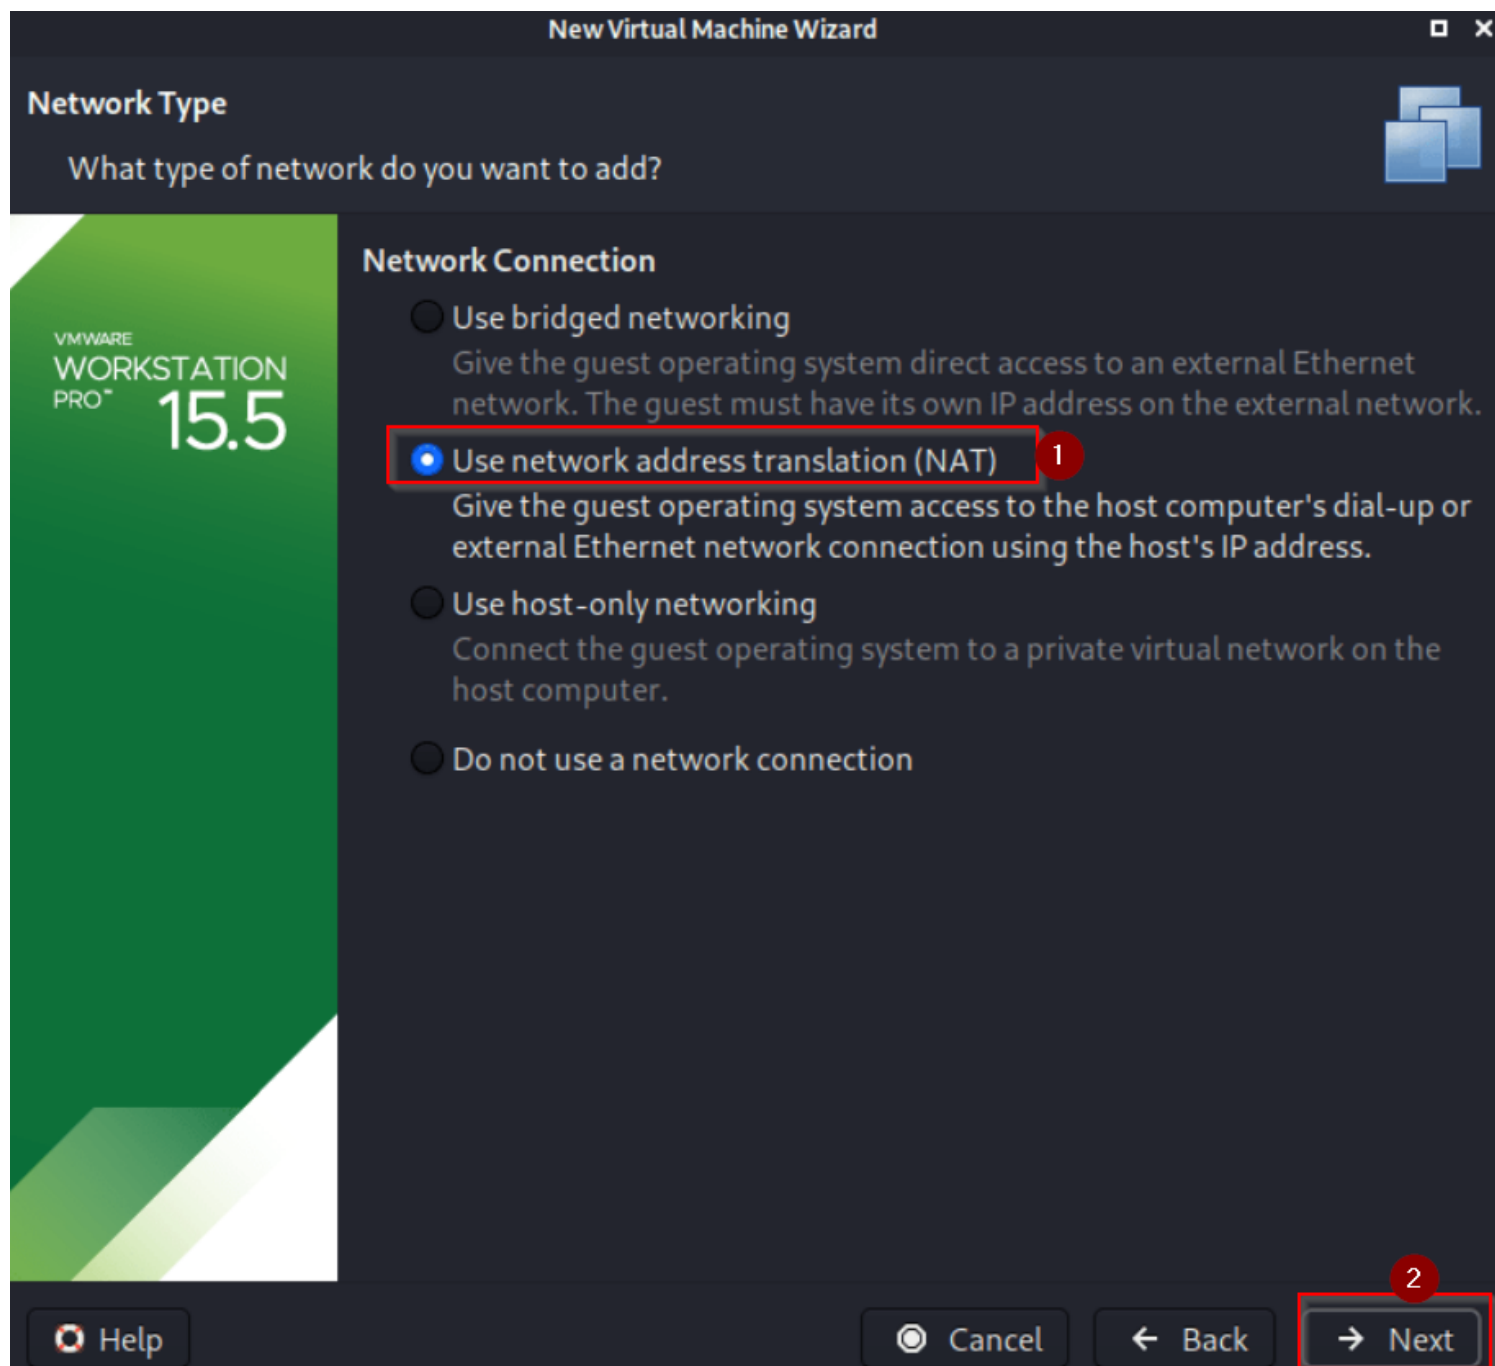 New Virtual Machine Wizard
Network Type
What type of network do you want to add?
VMWARE
WORKSTATION
PRO™
15.5
Network Connection
Use bridged networking
Give the guest operating system direct access to an external Ethernet
network. The guest must have its own IP address on the external network.
Use network address translation (NAT)
1
Give the guest operating system access to the host computer's dial-up or
external Ethernet network connection using the host's IP address.
Use host-only networking
Connect the guest operating system to a private virtual network on the
host computer.
Do not use a network connection
2
Help
Cancel
Back
Next